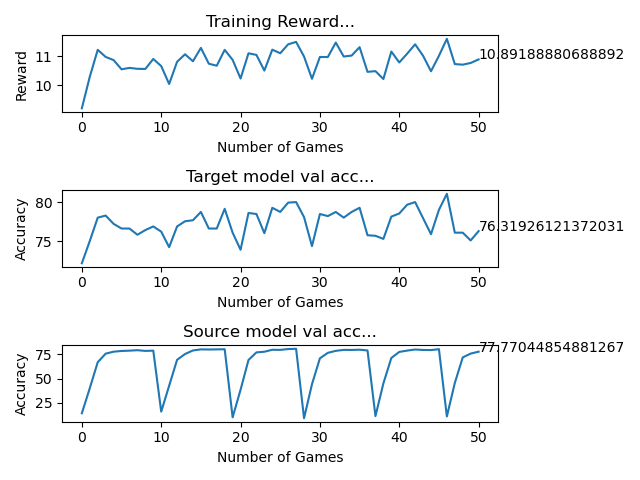 Training Reward...
Reward
11
10
10.89188880688892
0 10 20 30 40 50
Number of Games
Target model val acc...
Accuracy
80
75
76.31926121372031
0 10 20 30 40 50
Number of Games
Source model val acc...
Accuracy
75
50
25
77.77044854881267
0 10 20 30 40 50
Number of Games